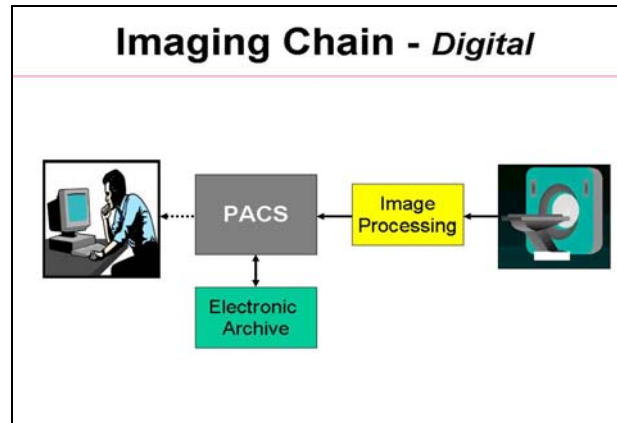 Imaging Chain - Digital
PACS
Image
Processing
Electronic
Archive